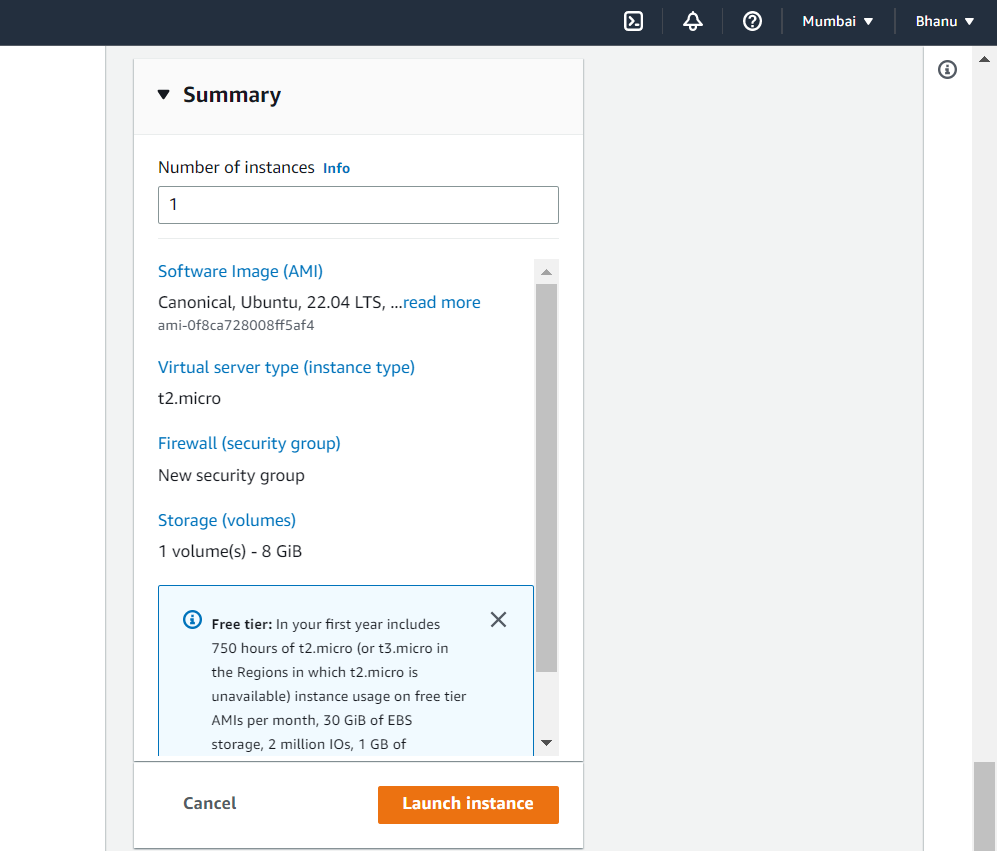 Mumbai ▼ Bhanu ▼
▼ Summary
Number of instances Info
1
Software Image (AMI)
Canonical, Ubuntu, 22.04 LTS, ...read more
ami-0f8ca728008ff5af4
Virtual server type (instance type)
t2.micro
Firewall (security group)
New security group
Storage (volumes)
1 volume(s) - 8 GiB
Free tier: In your first year includes
750 hours of t2.micro (or t3.micro in
the Regions in which t2.micro is
unavailable) instance usage on free tier
AMIs per month, 30 GiB of EBS
storage, 2 million IOs, 1 GB of
Cancel Launch instance